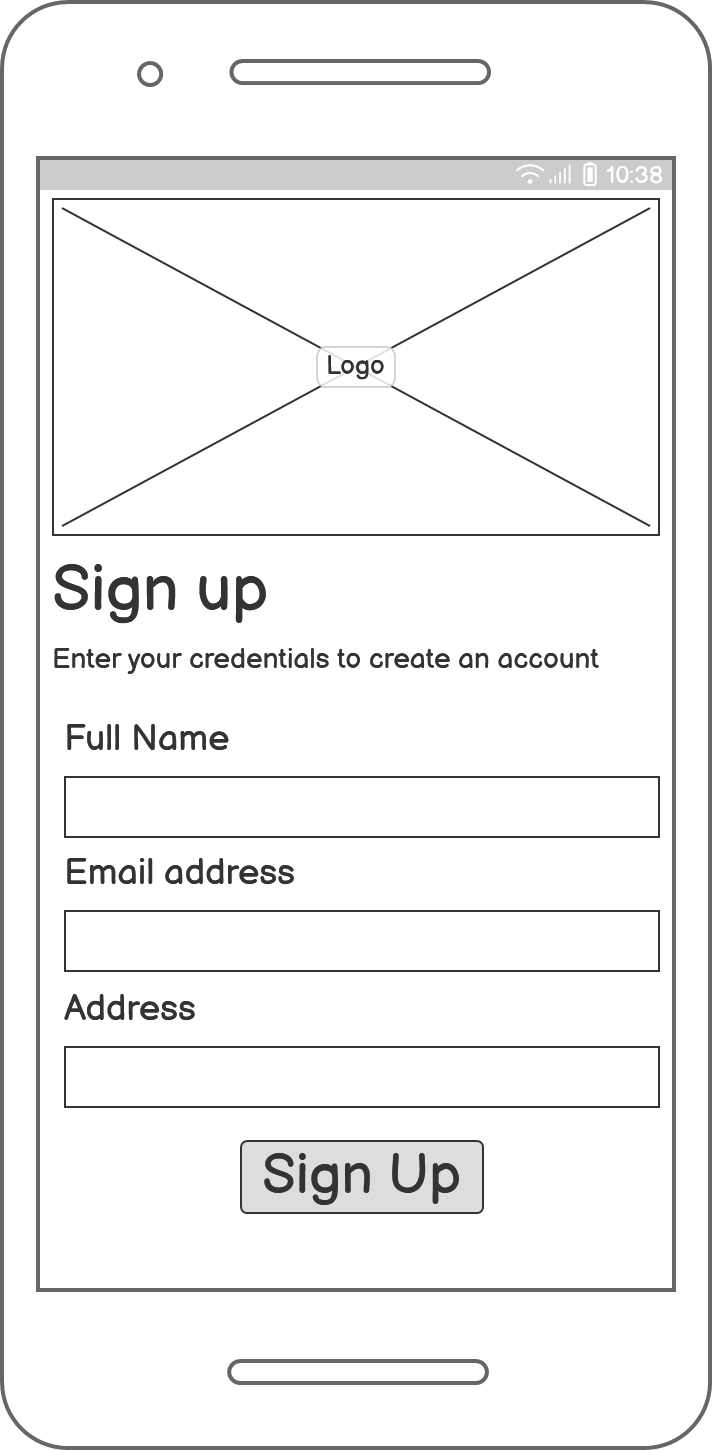 10:38
Logo
Sign up
Enter your credentials to create an account
Full Name
Email address
Address
Sign Up